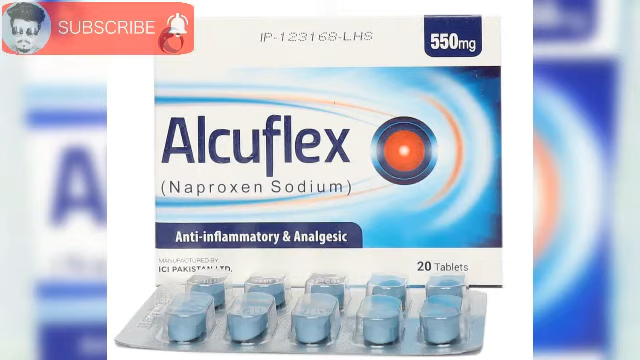 SUBSCRIBE
IP-123168-LHS
550mg
Alcuflex
(Naproxen Sodium)
Anti-inflammatory & Analgesic
MANUFACTURED BY
ICI PAKISTAN LTD.
20 Tablets